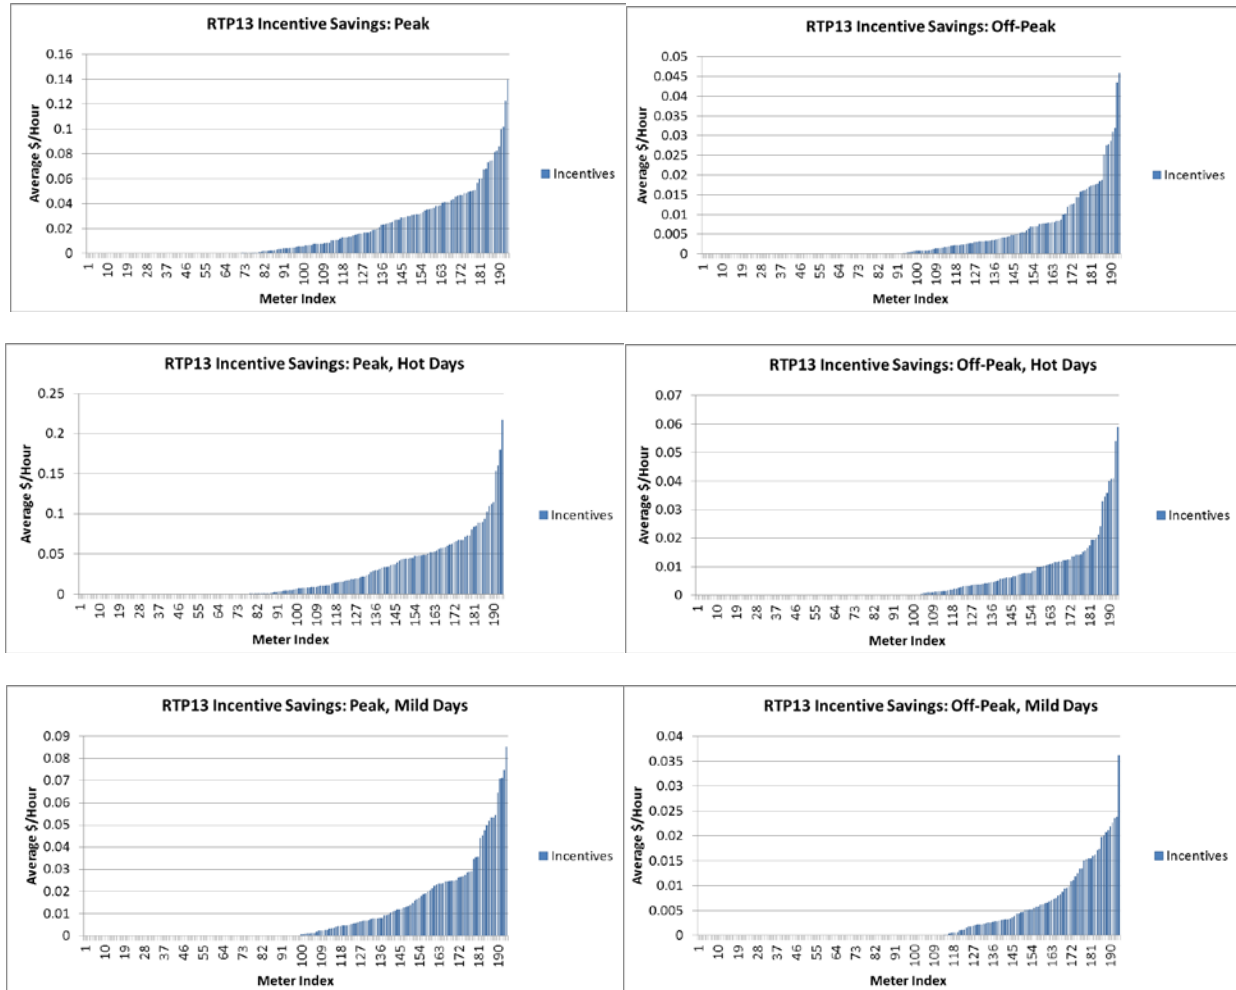 RTP13 Incentive Savings: Peak
0.16
0.14
0.12
0.1
0.08
0.06
0.04
0.02
0
Average $/Hour
1 10 19 28 37 46 55 64 73 82 91 100 109 118 127 136 145 154 163 172 181 190
Meter Index
Incentives
RTP13 Incentive Savings: Off-Peak
0.05
0.045
0.04
0.035
0.03
0.025
0.02
0.015
0.01
0.005
0
Average $/Hour
1 10 19 28 37 46 55 64 73 82 91 100 109 118 127 136 145 154 163 172 181 190
Meter Index
Incentives
RTP13 Incentive Savings: Peak, Hot Days
0.25
0.2
0.15
0.1
0.05
0
Average $/Hour
1 10 19 28 37 46 55 64 73 82 91 100 109 118 127 136 145 154 163 172 181 190
Meter Index
Incentives
RTP13 Incentive Savings: Off-Peak, Hot Days
0.07
0.06
0.05
0.04
0.03
0.02
0.01
0
Average $/Hour
1 10 19 28 37 46 55 64 73 82 91 100 109 118 127 136 145 154 163 172 181 190
Meter Index
Incentives
RTP13 Incentive Savings: Peak, Mild Days
0.09
0.08
0.07
0.06
0.05
0.04
0.03
0.02
0.01
0
Average $/Hour
1 10 19 28 37 46 55 64 73 82 91 100 109 118 127 136 145 154 163 172 181 190
Meter Index
Incentives
RTP13 Incentive Savings: Off-Peak, Mild Days
0.04
0.035
0.03
0.025
0.02
0.015
0.01
0.005
0
Average $/Hour
1 10 19 28 37 46 55 64 73 82 91 100 109 118 127 136 145 154 163 172 181 190
Meter Index
Incentives